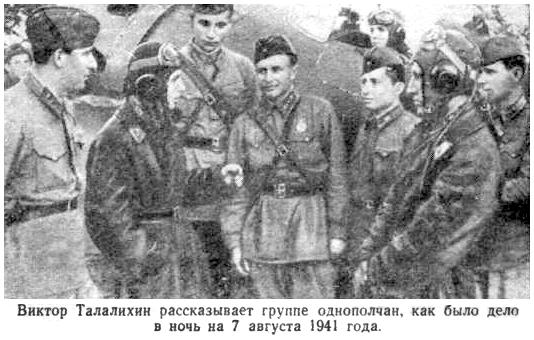 Виктор Талалихин рассказывает группе однополчан, как было дело
в ночь на 7 августа 1941 года.